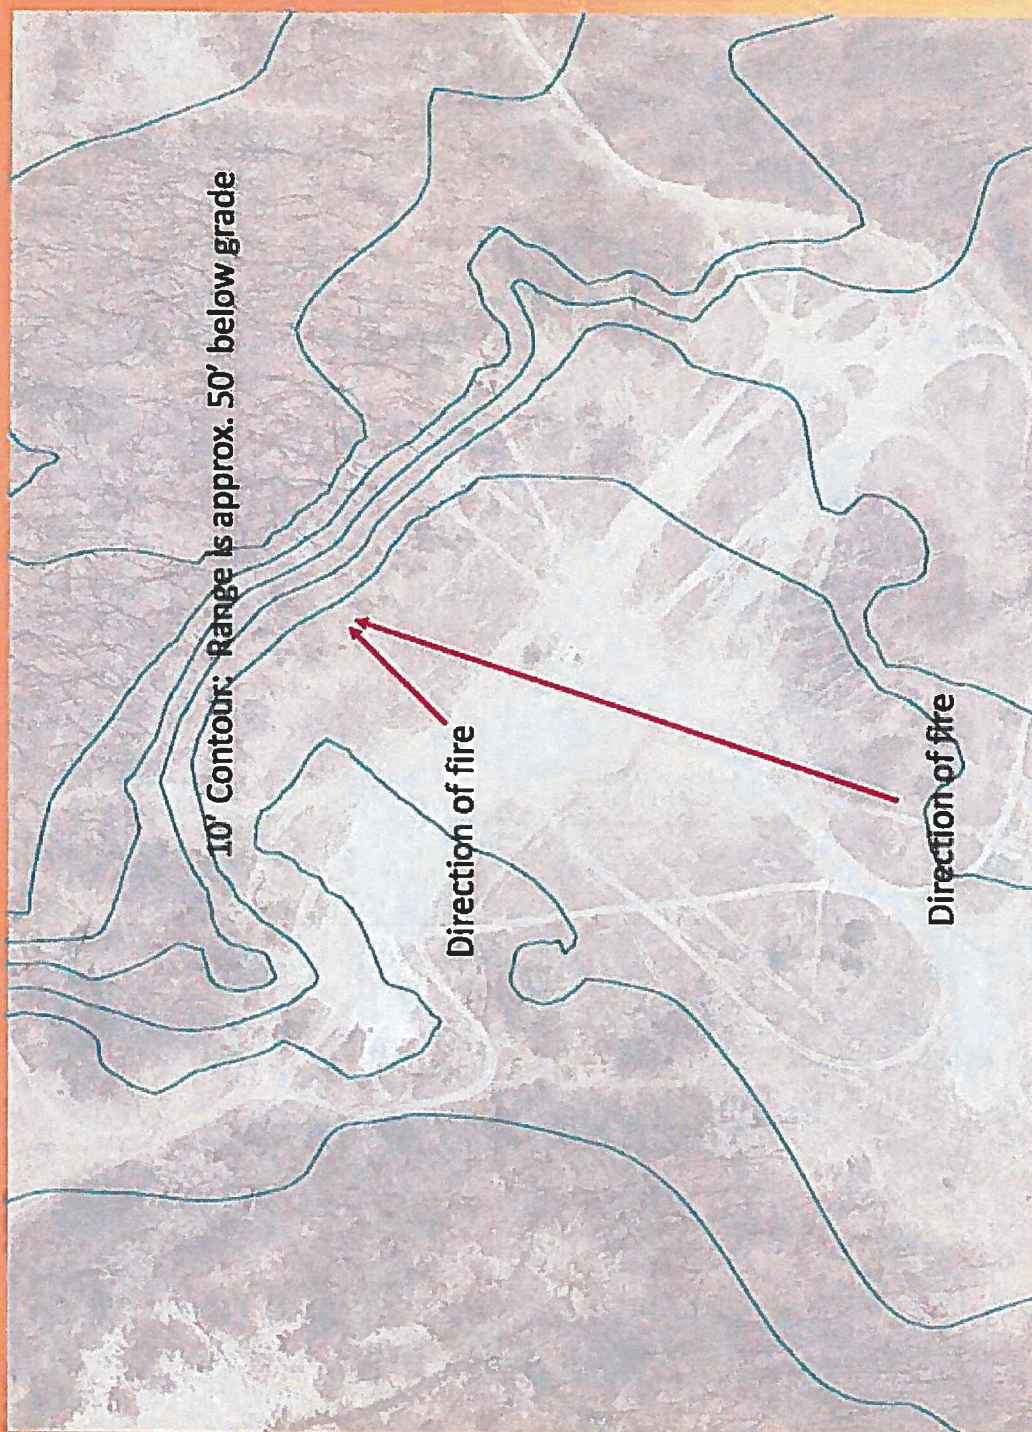 10' Contour: Range is approx. 50' below grade
Direction of fire
Direction of fire